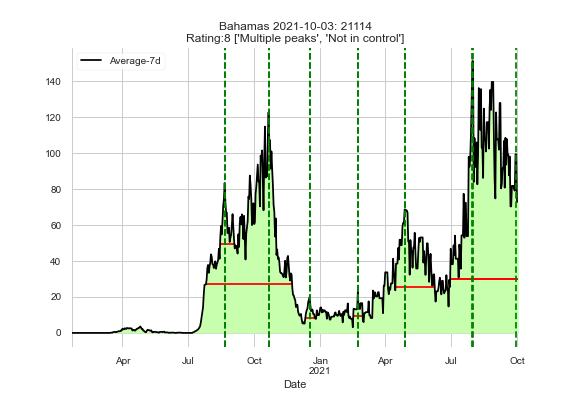 Bahamas 2021-10-03: 21114
Rating:8 ['Multiple peaks', 'Not in control']
Average-7d
140
120
100
80
60
40
20
0
Apr
Jul
Oct
Jan
2021
Apr
Jul
Oct
Date